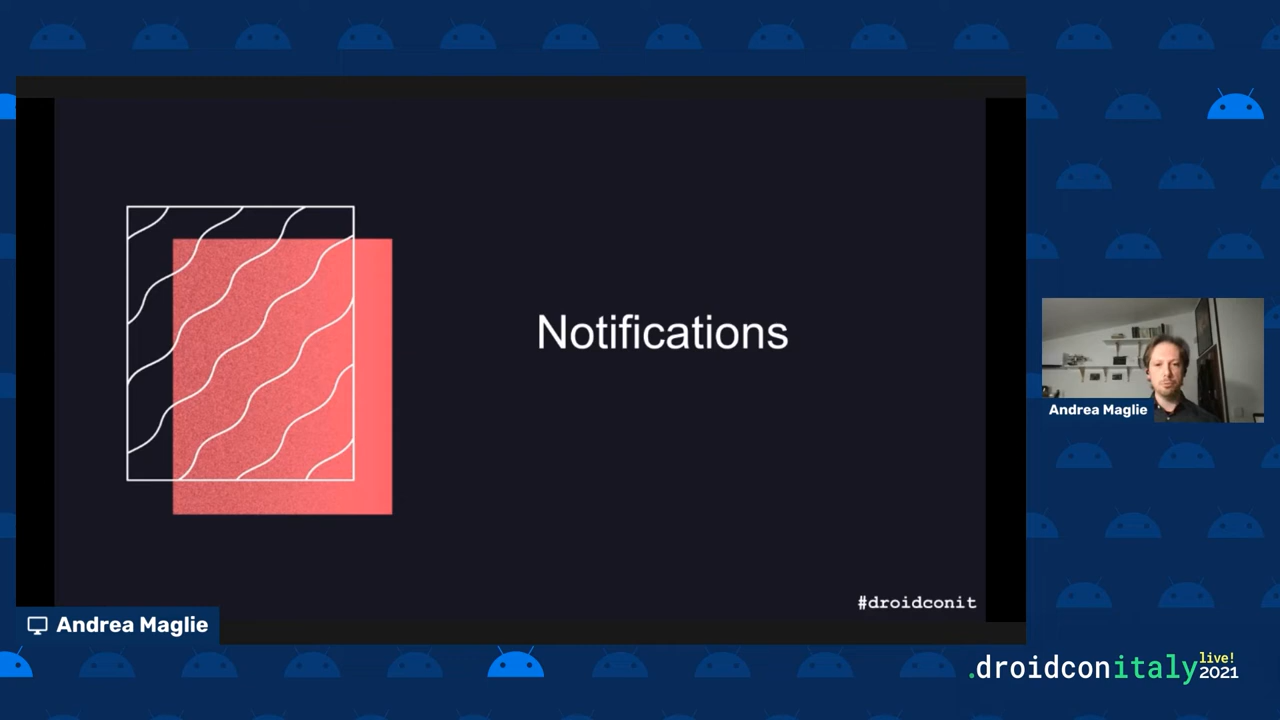 Notifications
#droidconit
Andrea Maglie
Andrea Maglie
.droidconitaly live! 2021